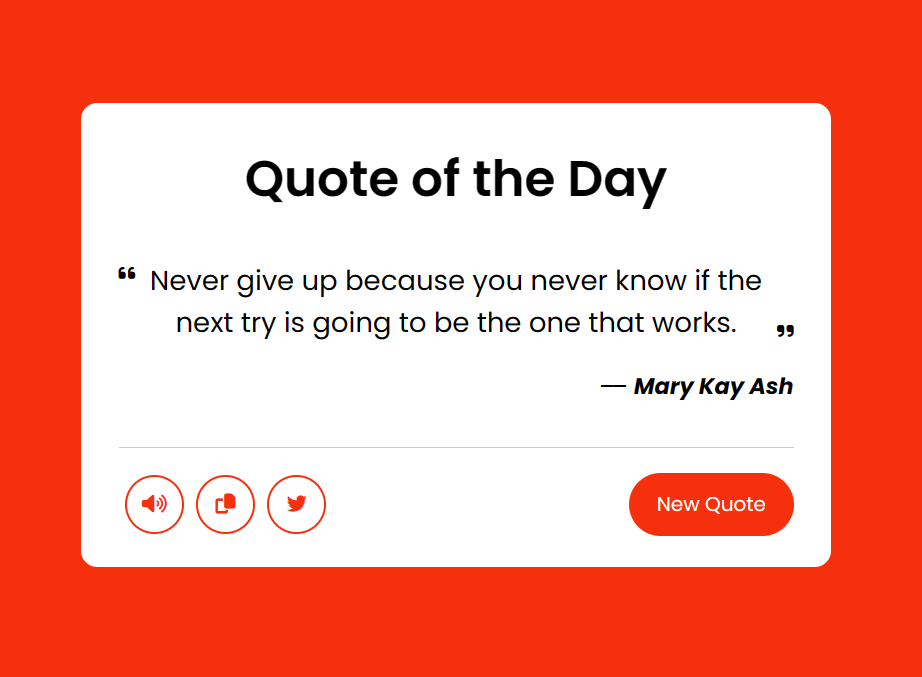 Quote of the Day
❝ Never give up because you never know if the
next try is going to be the one that works. ❞
— Mary Kay Ash
New Quote